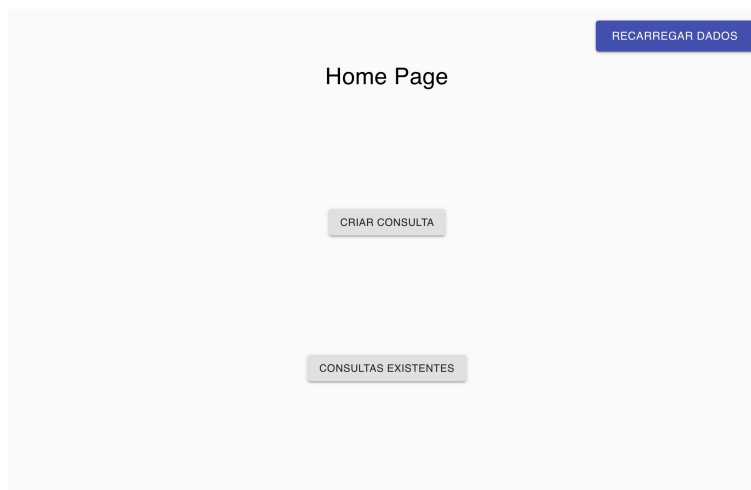 RECARREGAR DADOS
Home Page
CRIAR CONSULTA
CONSULTAS EXISTENTES